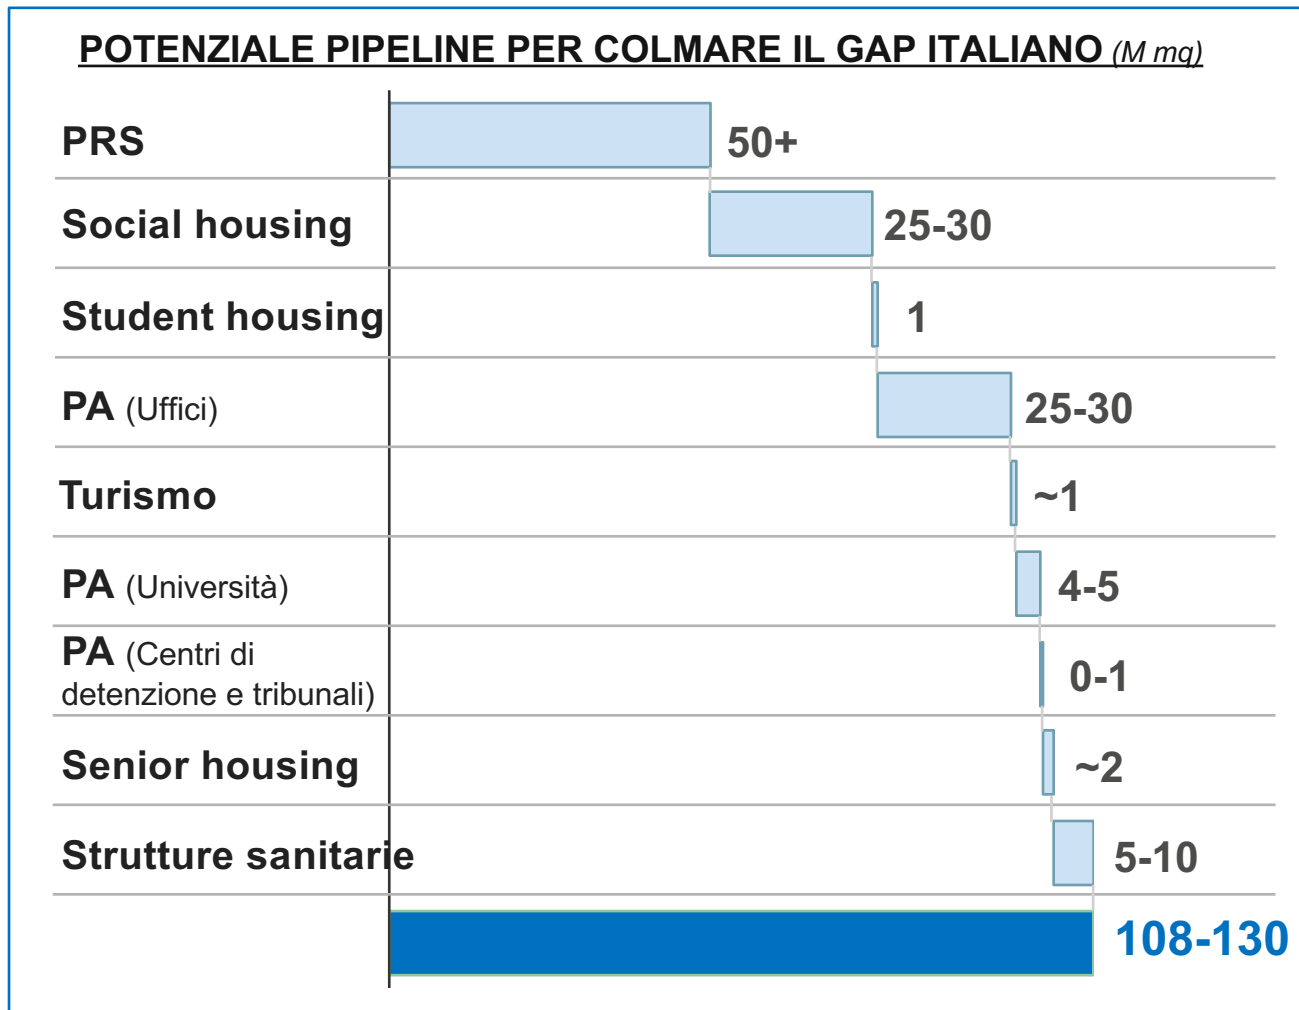 POTENZIALE PIPELINE PER COLMARE IL GAP ITALIANO (M mq)
PRS 50+
Social housing 25-30
Student housing 1
PA (Uffici) 25-30
Turismo ~1
PA (Università) 4-5
PA (Centri di
detenzione e tribunali) 0-1
Senior housing ~2
Strutture sanitarie 5-10
108-130